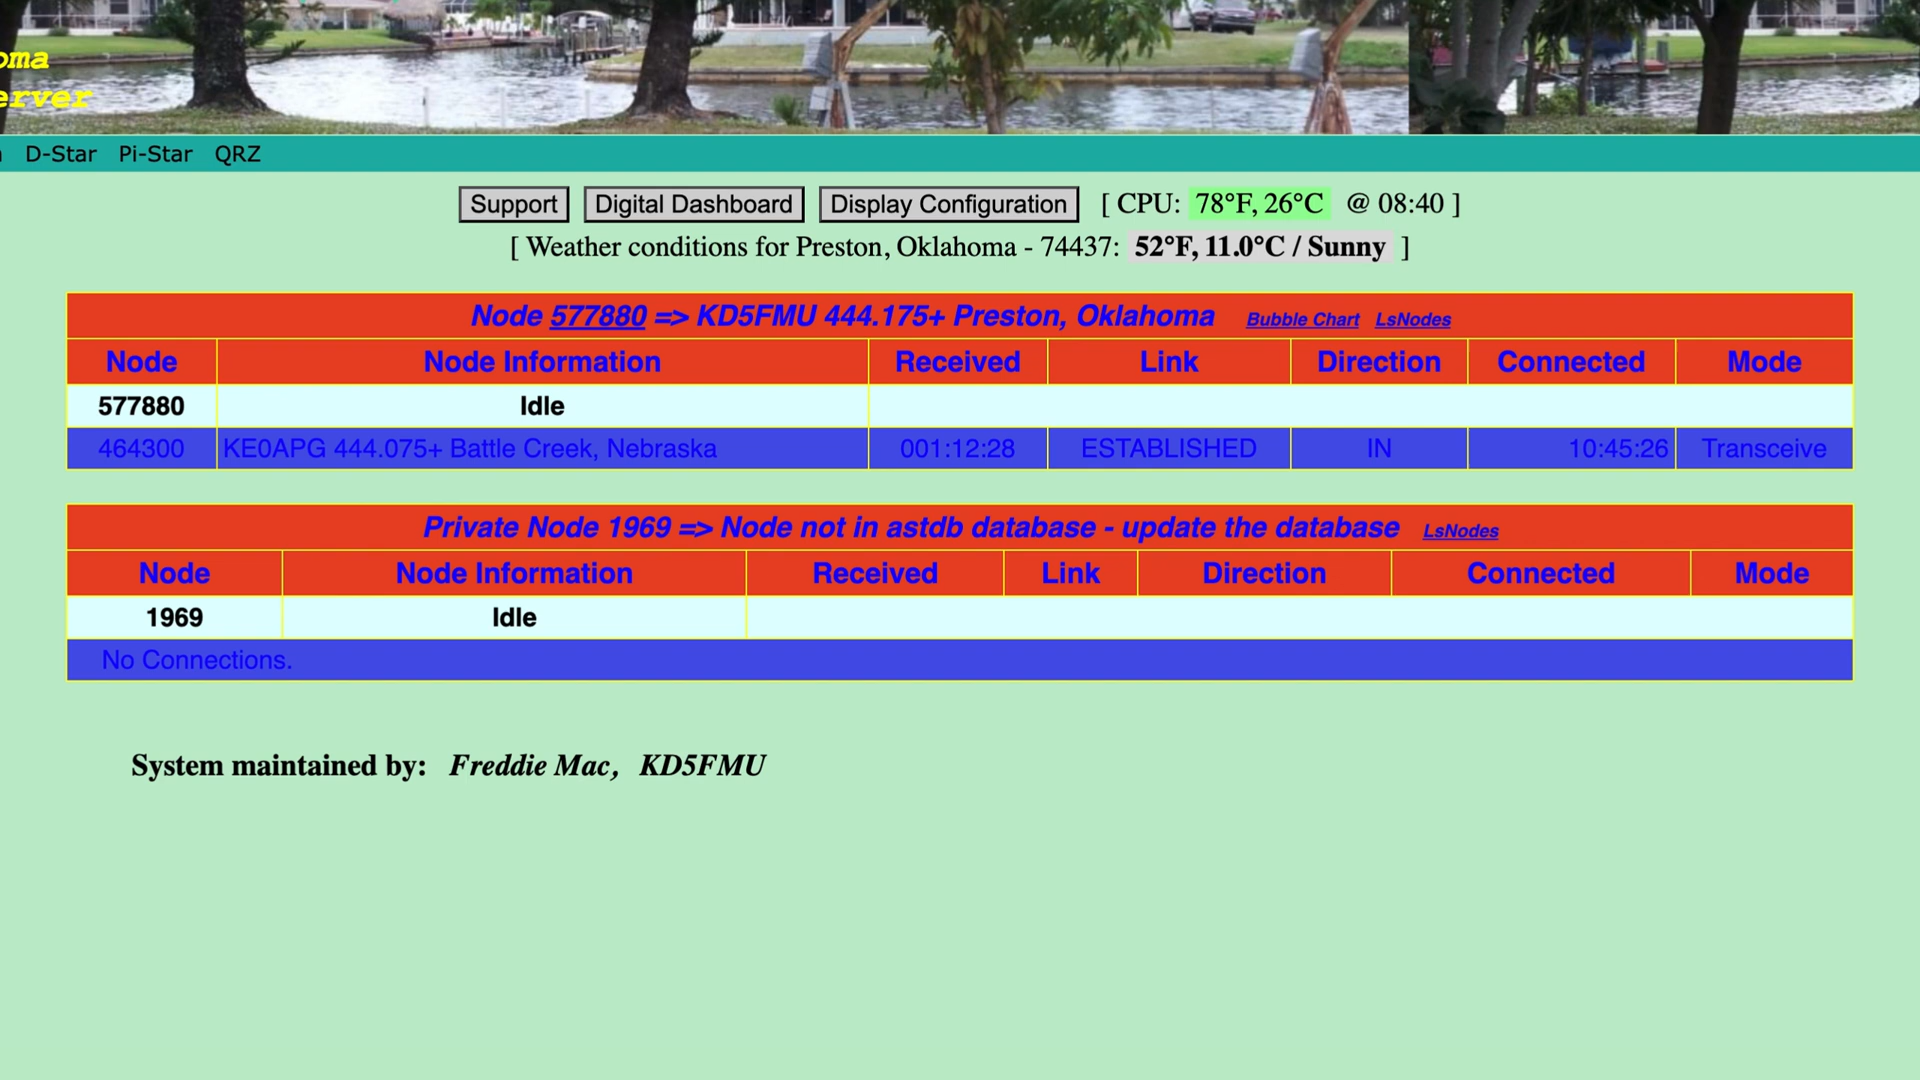 oma
erver
D-Star Pi-Star QRZ
Support Digital Dashboard Display Configuration [ CPU: 78°F, 26°C @ 08:40 ]
[ Weather conditions for Preston, Oklahoma - 74437: 52°F, 11.0°C / Sunny ]
Node 577880 => KD5FMU 444.175+ Preston, Oklahoma Bubble Chart LsNodes
Node Node Information Received Link Direction Connected Mode
577880 Idle
464300 KE0APG 444.075+ Battle Creek, Nebraska 001:12:28 ESTABLISHED IN 10:45:26 Transceive
Private Node 1969 => Node not in astdb database - update the database LsNodes
Node Node Information Received Link Direction Connected Mode
1969 Idle
No Connections.
System maintained by: Freddie Mac, KD5FMU